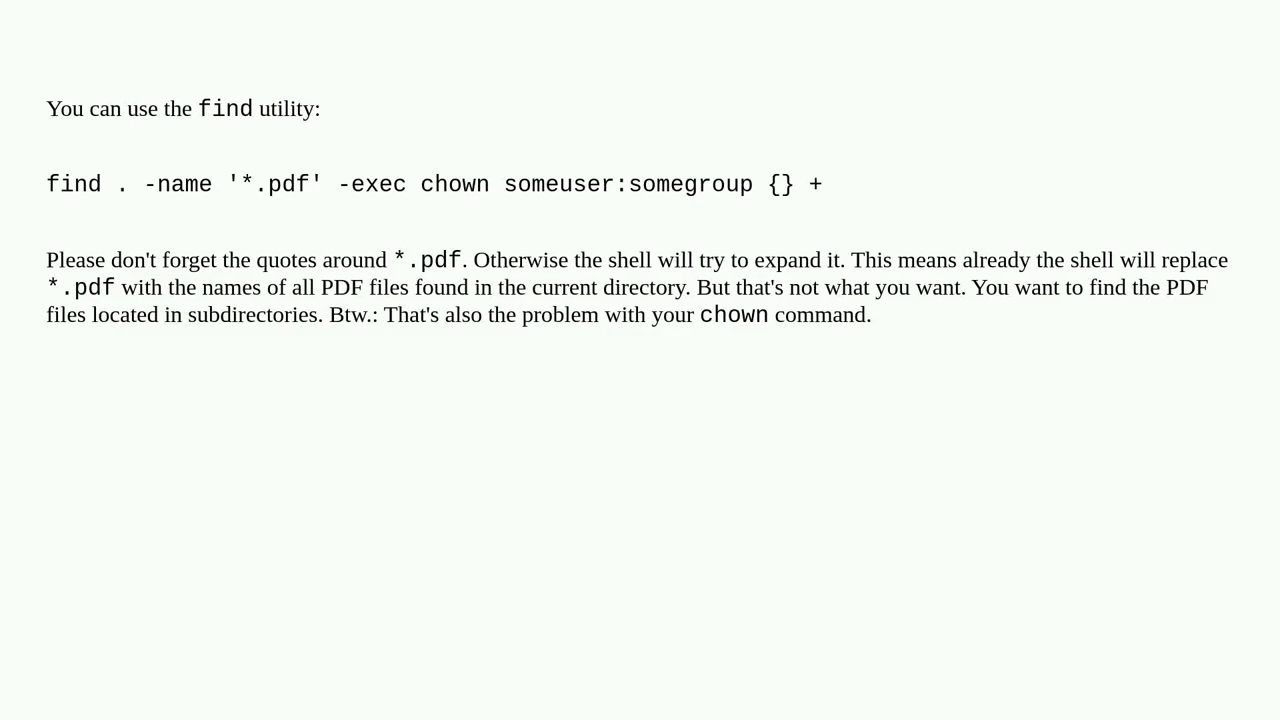 You can use the find utility:
find . -name '*.pdf' -exec chown someuser:somegroup {} +
Please don't forget the quotes around *.pdf. Otherwise the shell will try to expand it. This means already the shell will replace
*.pdf with the names of all PDF files found in the current directory. But that's not what you want. You want to find the PDF
files located in subdirectories. Btw.: That's also the problem with your chown command.